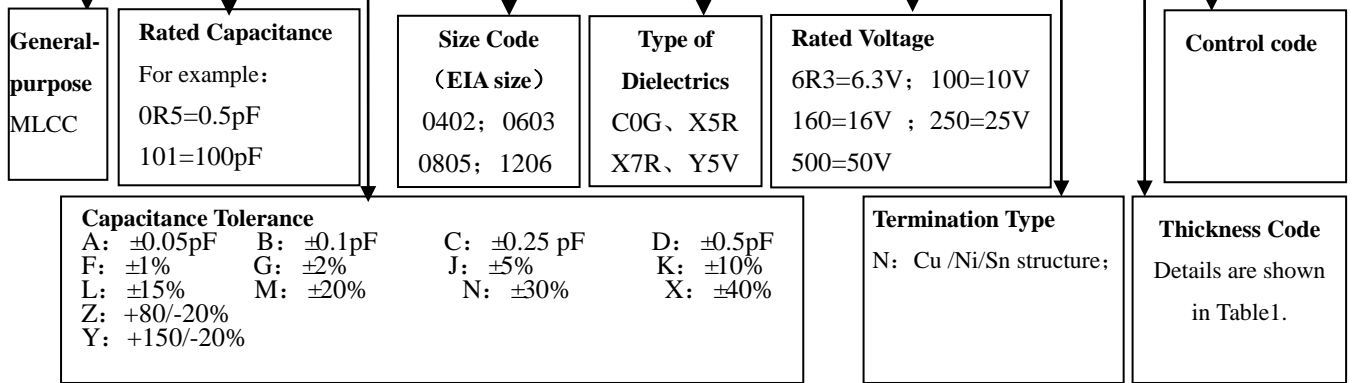 General-
purpose
MLCC
Rated Capacitance
For example：
0R5=0.5pF
101=100pF
Size Code
（EIA size）
0402；0603
0805；1206
Type of
Dielectrics
C0G、X5R
X7R、Y5V
Rated Voltage
6R3=6.3V；100=10V
160=16V ；250=25V
500=50V
Control code
Capacitance Tolerance
A：±0.05pF B：±0.1pF C：±0.25 pF D：±0.5pF
F：±1% G：±2% J：±5% K：±10%
L：±15% M：±20% N：±30% X：±40%
Z：+80/-20%
Y：+150/-20%
Termination Type
N：Cu /Ni/Sn structure；
Thickness Code
Details are shown
in Table1.